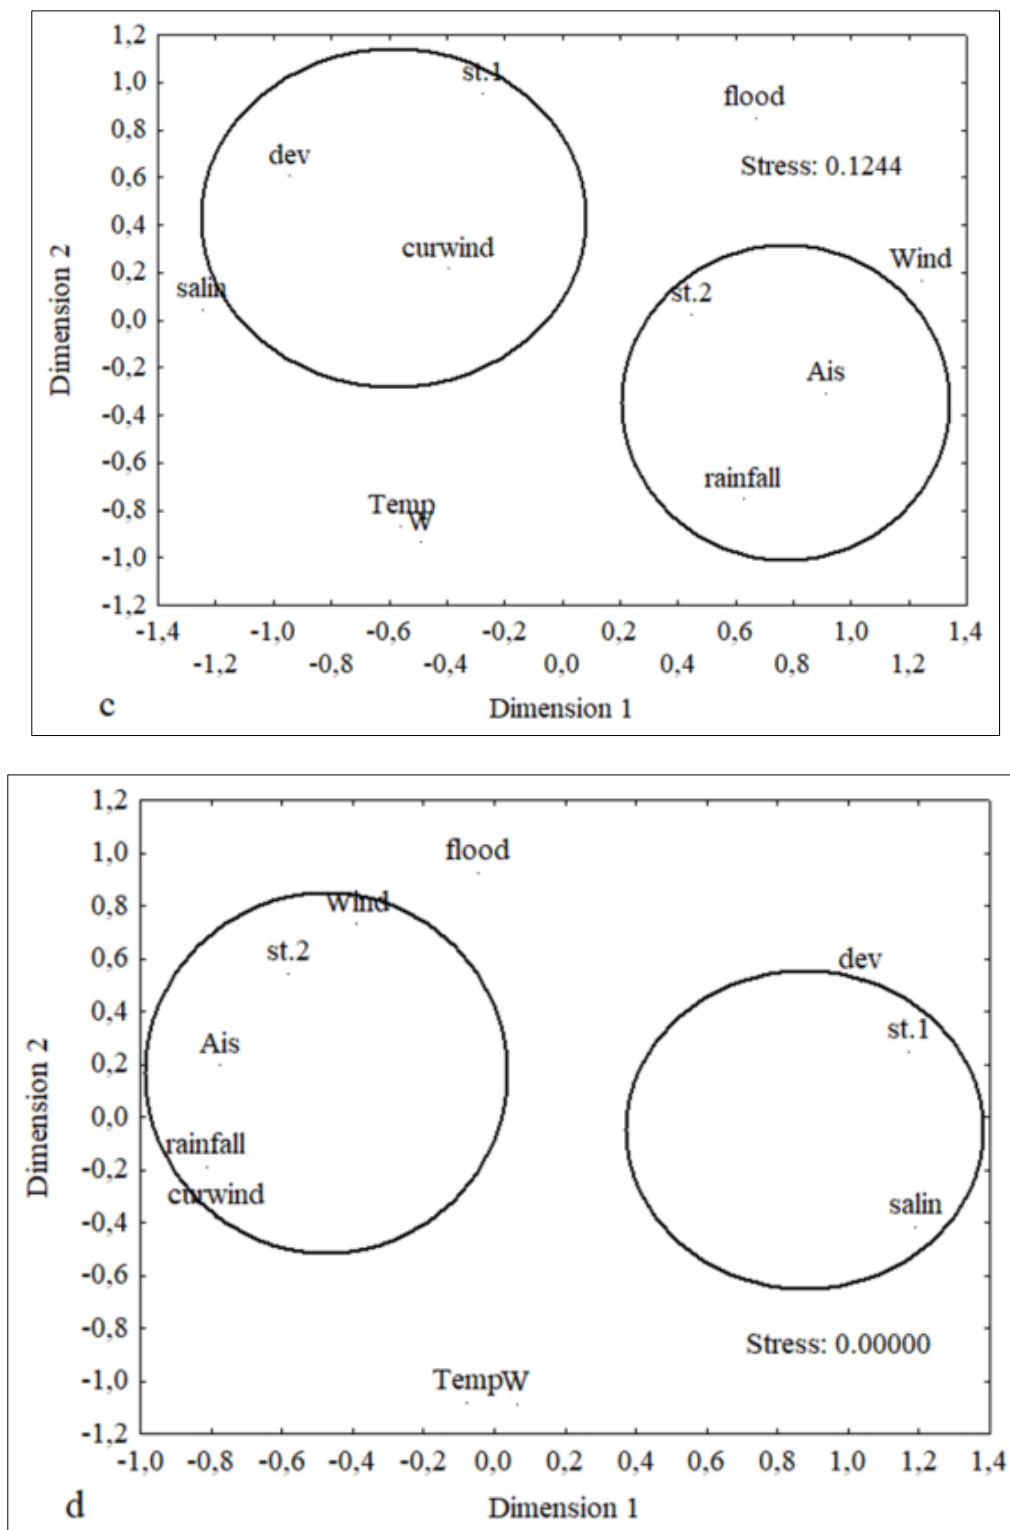 1,2
st.1
1,0
flood
0,8
dev
Stress: 0.1244
0,6
0,4
curwind
Wind
0,2
salin
st.2
0,0
-0,2
Ais
-0,4
-0,6
rainfall
Temp
-0,8
W
-1,0
-1,2
Dimension 2
-1,4 -1,0 -0,6 -0,2 0,2 0,6 1,0 1,4
-1,2 -0,8 -0,4 0,0 0,4 0,8 1,2
c
Dimension 1
1,2
1,0
flood
0,8
Wind
st.2
0,6
dev
0,4
st.1
Ais
0,2
0,0
rainfall
-0,2
curwind
salin
-0,4
-0,6
-0,8
Stress: 0.00000
-1,0
Temp W
-1,2
Dimension 2
-1,0 -0,8 -0,6 -0,4 -0,2 0,0 0,2 0,4 0,6 0,8 1,0 1,2 1,4
d
Dimension 1